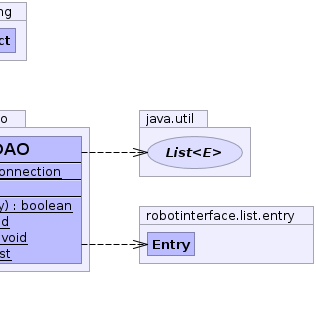 ng
ct
o
DAO
onnection
y) : boolean
d
void
st
java.util
List<E>
robotinterface.list.entry
Entry